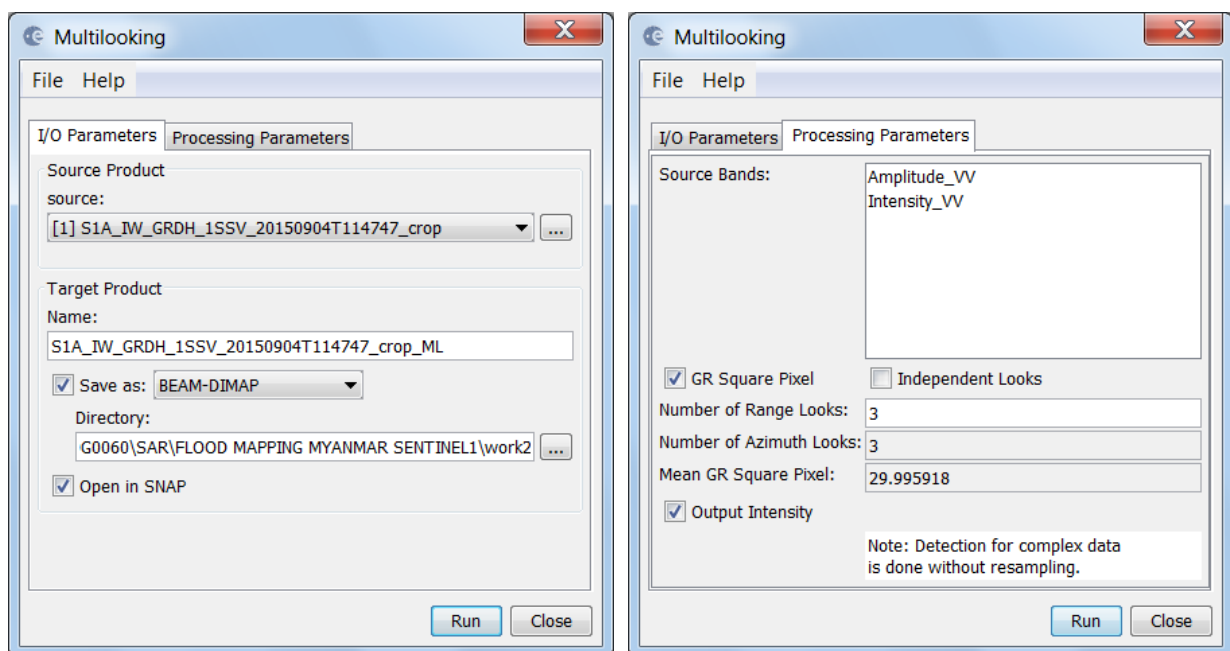 Multilooking
X
File Help
I/O Parameters Processing Parameters
Source Product
source:
[1] S1A_IW_GRDH_1SSV_20150904T114747_crop ...
Target Product
Name:
S1A_IW_GRDH_1SSV_20150904T114747_crop_ML
Save as: BEAM-DIMAP
Directory:
G0060\SAR\FLOOD MAPPING MYANMAR SENTINEL1\work2 ...
Open in SNAP
Run Close
Multilooking
X
File Help
I/O Parameters Processing Parameters
Source Bands: Amplitude_VV
Intensity_VV
GR Square Pixel Independent Looks
Number of Range Looks: 3
Number of Azimuth Looks: 3
Mean GR Square Pixel: 29.995918
Output Intensity
Note: Detection for complex data
is done without resampling.
Run Close